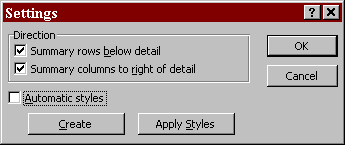 Settings
Direction
Summary rows below detail
Summary columns to right of detail
Automatic styles
Create
Apply Styles
OK
Cancel